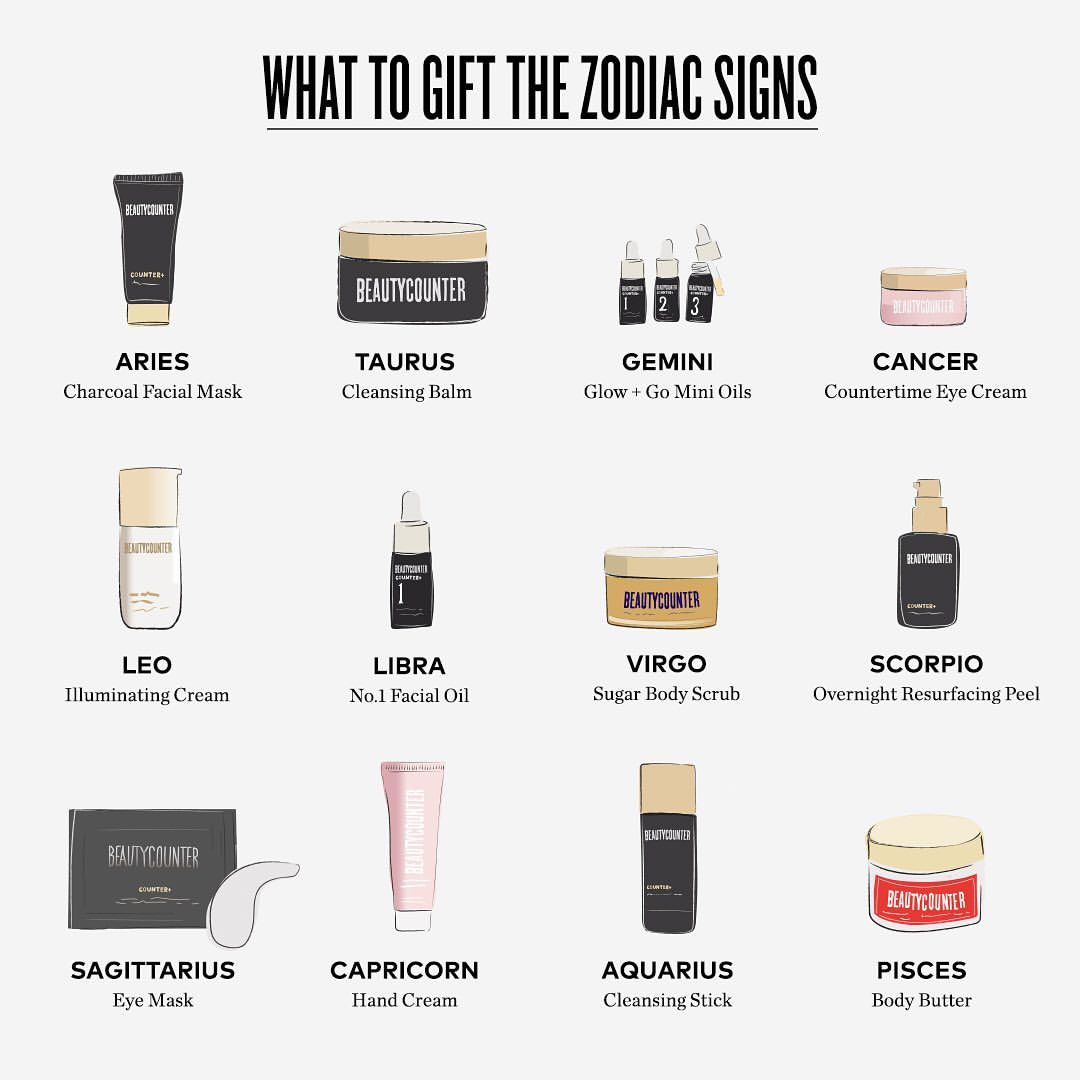 WHAT TO GIFT THE ZODIAC SIGNS
BEAUTYCOUNTER
COUNTER+
ARIES
Charcoal Facial Mask
BEAUTYCOUNTER
TAURUS
Cleansing Balm
BEAUTYCOUNTER
COUNTER+
1
BEAUTYCOUNTER
COUNTER+
2
BEAUTYCOUNTER
COUNTER+
3
GEMINI
Glow + Go Mini Oils
BEAUTYCOUNTER
CANCER
Countertime Eye Cream
BEAUTYCOUNTER
LEO
Illuminating Cream
BEAUTYCOUNTER
COUNTER+
1
LIBRA
No.1 Facial Oil
BEAUTYCOUNTER
VIRGO
Sugar Body Scrub
BEAUTYCOUNTER
COUNTER+
SCORPIO
Overnight Resurfacing Peel
BEAUTYCOUNTER
COUNTER+
SAGITTARIUS
Eye Mask
BEAUTYCOUNTER
CAPRICORN
Hand Cream
BEAUTYCOUNTER
COUNTER+
AQUARIUS
Cleansing Stick
BEAUTYCOUNTER
PISCES
Body Butter